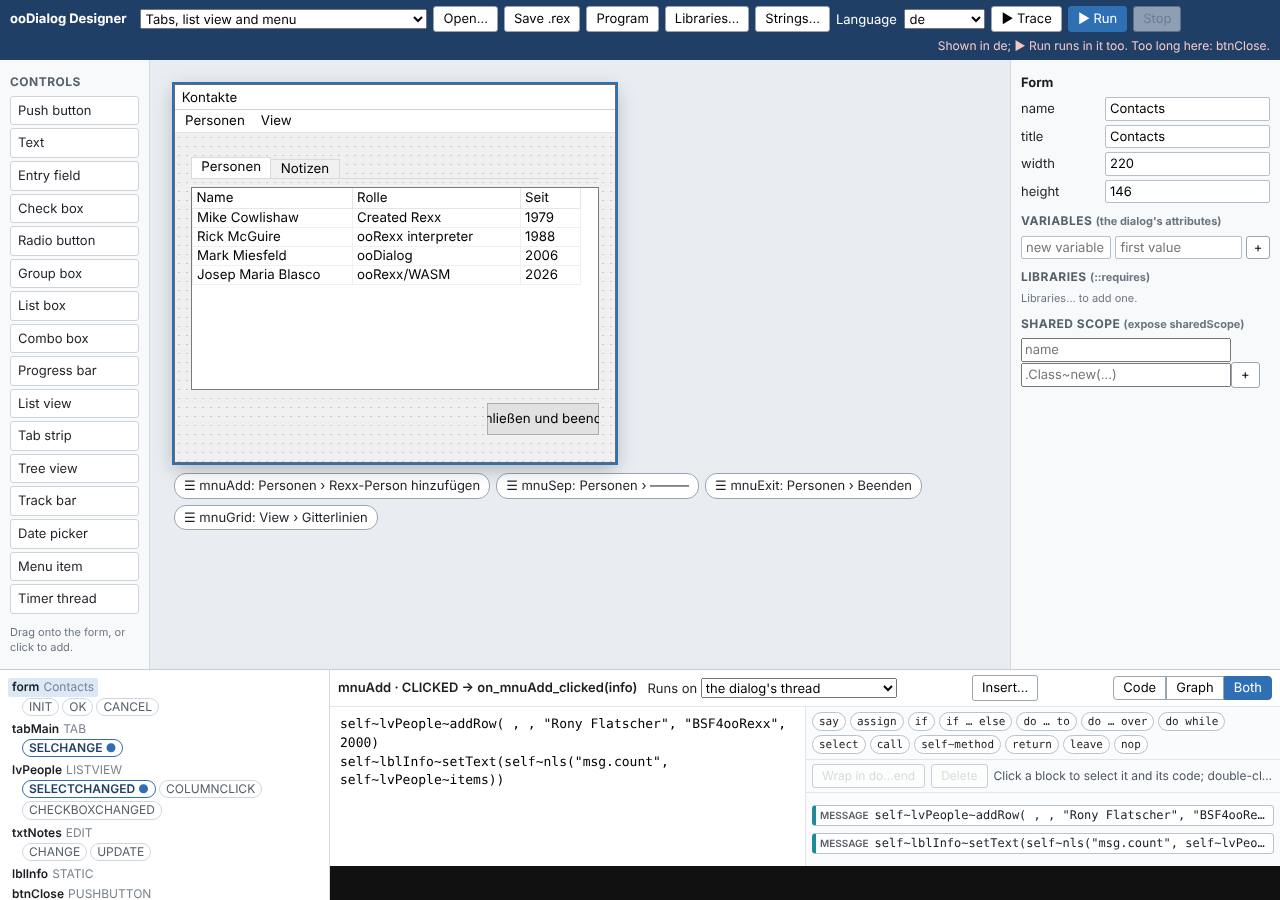 ooDialog Designer
Tabs, list view and menu
Open...
Save .rex
Program
Libraries...
Strings...
Language
de
▶ Trace
▶ Run
Stop
Shown in de; ▶ Run runs in it too. Too long here: btnClose.
CONTROLS
Push button
Text
Entry field
Check box
Radio button
Group box
List box
Combo box
Progress bar
List view
Tab strip
Tree view
Track bar
Date picker
Menu item
Timer thread
Drag onto the form, or
click to add.
Kontakte
Personen View
Personen Notizen
Name Rolle Seit
Mike Cowlishaw Created Rexx 1979
Rick McGuire ooRexx interpreter 1988
Mark Miesfeld ooDialog 2006
Josep Maria Blasco ooRexx/WASM 2026
nließen und beend
☰ mnuAdd: Personen › Rexx-Person hinzufügen
☰ mnuSep: Personen › ────
☰ mnuExit: Personen › Beenden
☰ mnuGrid: View › Gitterlinien
Form
name Contacts
title Contacts
width 220
height 146
VARIABLES (the dialog's attributes)
new variable first value +
LIBRARIES (::requires)
Libraries... to add one.
SHARED SCOPE (expose sharedScope)
name
.Class~new(...) +
form Contacts
INIT OK CANCEL
tabMain TAB
SELCHANGE ●
lvPeople LISTVIEW
SELECTCHANGED ● COLUMNCLICK
CHECKBOXCHANGED
txtNotes EDIT
CHANGE UPDATE
lblInfo STATIC
btnClose PUSHBUTTON
mnuAdd · CLICKED → on_mnuAdd_clicked(info)
Runs on the dialog's thread
Insert...
Code Graph Both
self~lvPeople~addRow( , , "Rony Flatscher", "BSF4ooRexx",
2000)
self~lblInfo~setText(self~nls("msg.count",
self~lvPeople~items))
say assign if if … else do … to do … over do while
select call self~method return leave nop
Wrap in do...end Delete Click a block to select it and its code; double-cl...
MESSAGE self~lvPeople~addRow( , , "Rony Flatscher", "BSF4ooRe…
MESSAGE self~lblInfo~setText(self~nls("msg.count", self~lvPeo…